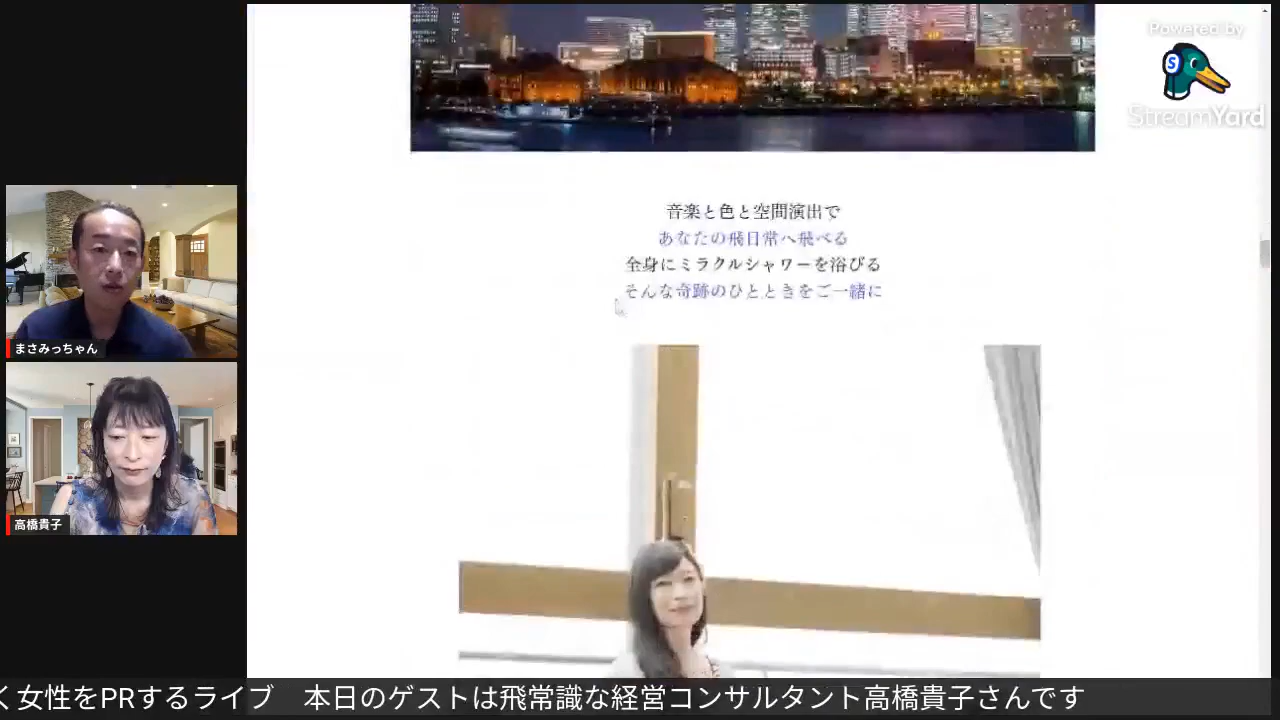 Powered by
S
StreamYard
音楽と色と空間演出で
あなたの飛日常へ飛べる
全身にミラクルシャワーを浴びる
そんな奇跡のひとときをご一緒に
まさみっちゃん
高橋貴子
く女性をPRするライブ　本日のゲストは飛常識な経営コンサルタント高橋貴子さんです